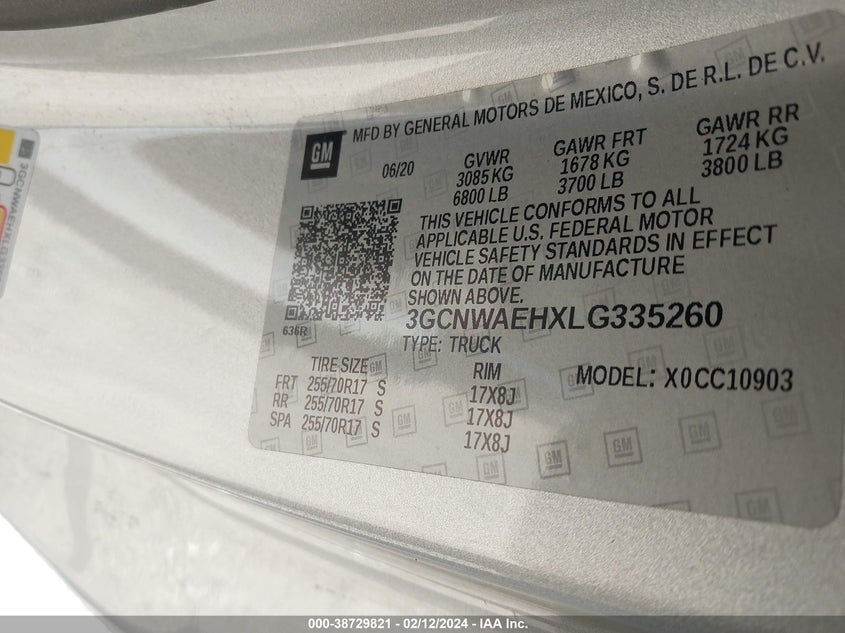 MFD BY GENERAL MOTORS DE MEXICO, S. DE R.L. DE C.V.
GM
06/20
GVWR
3085 KG
6800 LB
GAWR FRT
1678 KG
3700 LB
GAWR RR
1724 KG
3800 LB
THIS VEHICLE CONFORMS TO ALL
APPLICABLE U.S. FEDERAL MOTOR
VEHICLE SAFETY STANDARDS IN EFFECT
ON THE DATE OF MANUFACTURE
SHOWN ABOVE.
636R
3GCNWAEHXLG335260
TYPE: TRUCK
MODEL: X0CC10903
TIRE SIZE
RIM
FRT 255/70R17 S
17X8J
RR 255/70R17 S
17X8J
SPA 255/70R17 S
17X8J
000-38729821 - 02/12/2024 - IAA Inc.